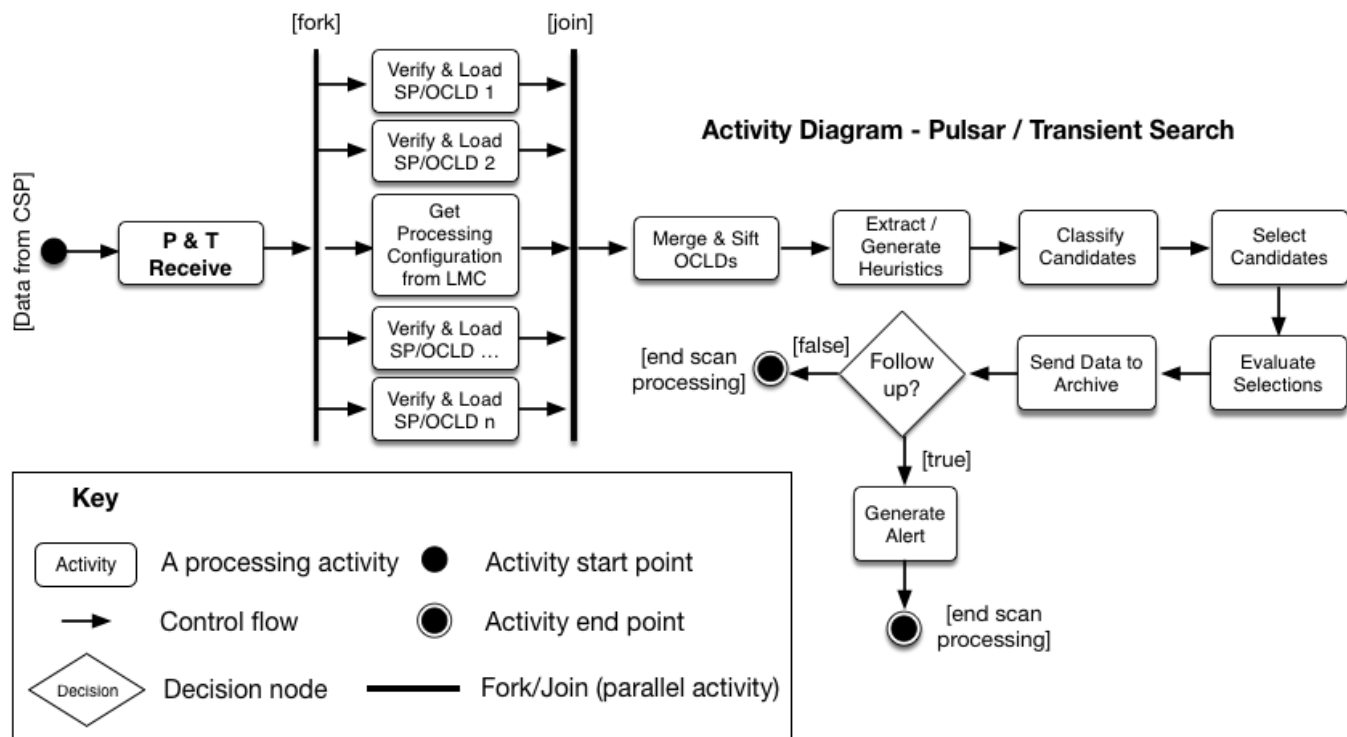 [fork]
[join]
Verify & Load
SP/OCLD 1
Verify & Load
SP/OCLD 2
Get
Processing
Configuration
from LMC
Verify & Load
SP/OCLD ...
Verify & Load
SP/OCLD n
[Data from CSP]
P & T
Receive
Activity Diagram - Pulsar / Transient Search
Merge & Sift
OCLDs
Extract /
Generate
Heuristics
Classify
Candidates
Select
Candidates
Evaluate
Selections
Send Data to
Archive
Follow
up?
[false]
[end scan
processing]
[true]
Generate
Alert
[end scan
processing]
Key
Activity
A processing activity
Activity start point
Control flow
Activity end point
Decision
Decision node
Fork/Join (parallel activity)